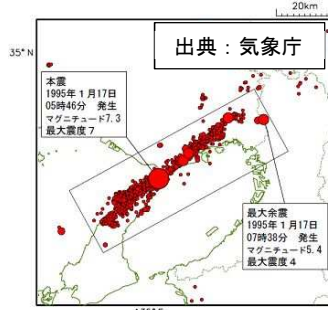 20km
35° N
出典：気象庁
本震
1995年1月17日
05時46分　発生
マグニチュード7.3
最大震度7
最大余震
1995年1月17日
07時38分　発生
マグニチュード5.4
最大震度4